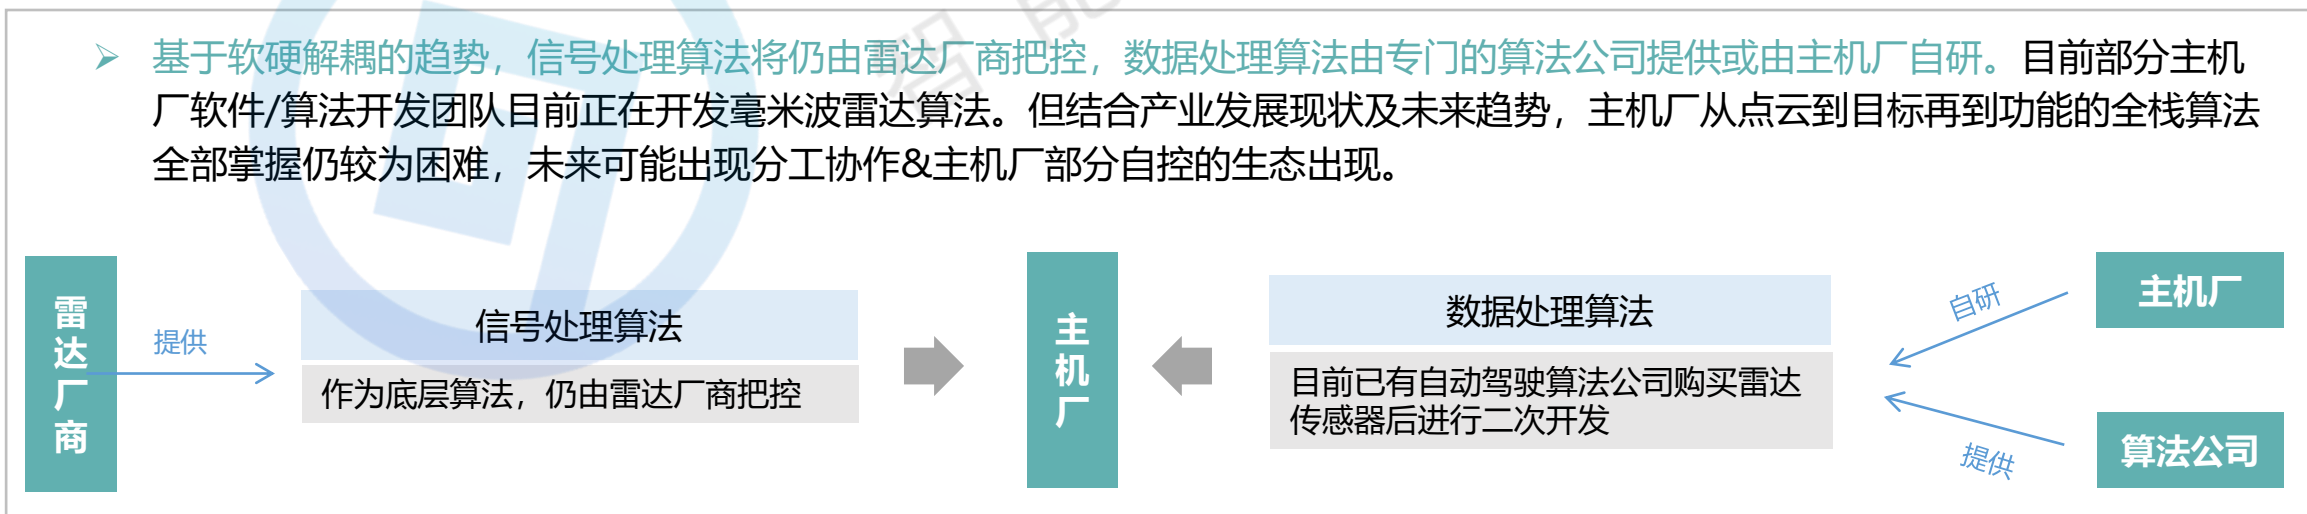 基于软硬解耦的趋势，信号处理算法将仍由雷达厂商把控，数据处理算法由专门的算法公司提供或由主机厂自研。目前部分主机
厂软件/算法开发团队目前正在开发毫米波雷达算法。但结合产业发展现状及未来趋势，主机厂从点云到目标再到功能的全栈算法
全部掌握仍较为困难，未来可能出现分工协作&主机厂部分自控的生态出现。
雷达厂商
提供
信号处理算法
作为底层算法，仍由雷达厂商把控
主机厂
数据处理算法
目前已有自动驾驶算法公司购买雷达
传感器后进行二次开发
自研
主机厂
提供
算法公司